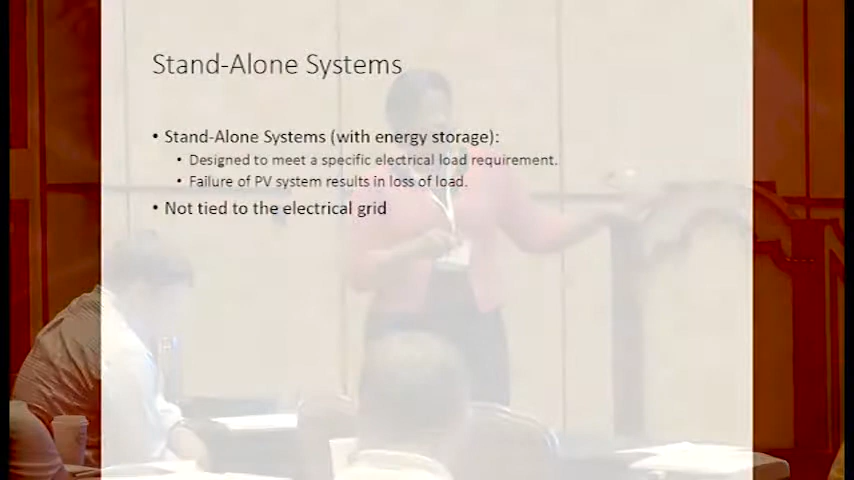 Stand-Alone Systems
• Stand-Alone Systems (with energy storage):
• Designed to meet a specific electrical load requirement.
• Failure of PV system results in loss of load.
• Not tied to the electrical grid